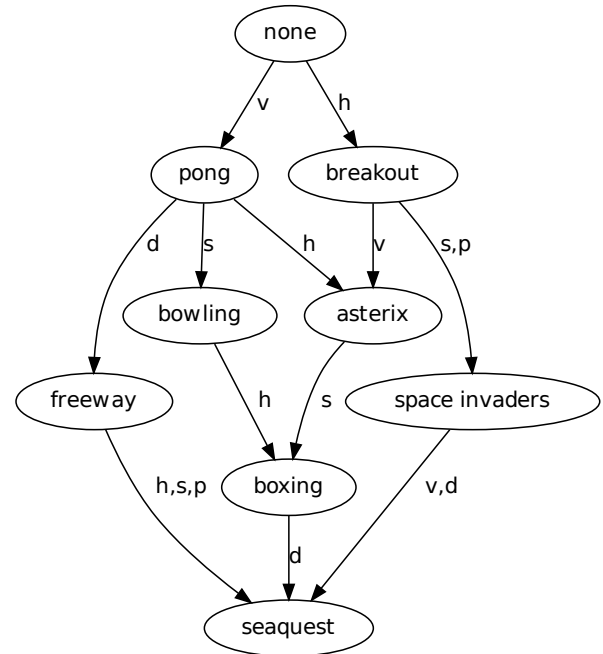 none
v
h
pong
breakout
d
s
h
v
s,p
bowling
asterix
freeway
h
s
space invaders
h,s,p
boxing
v,d
d
seaquest